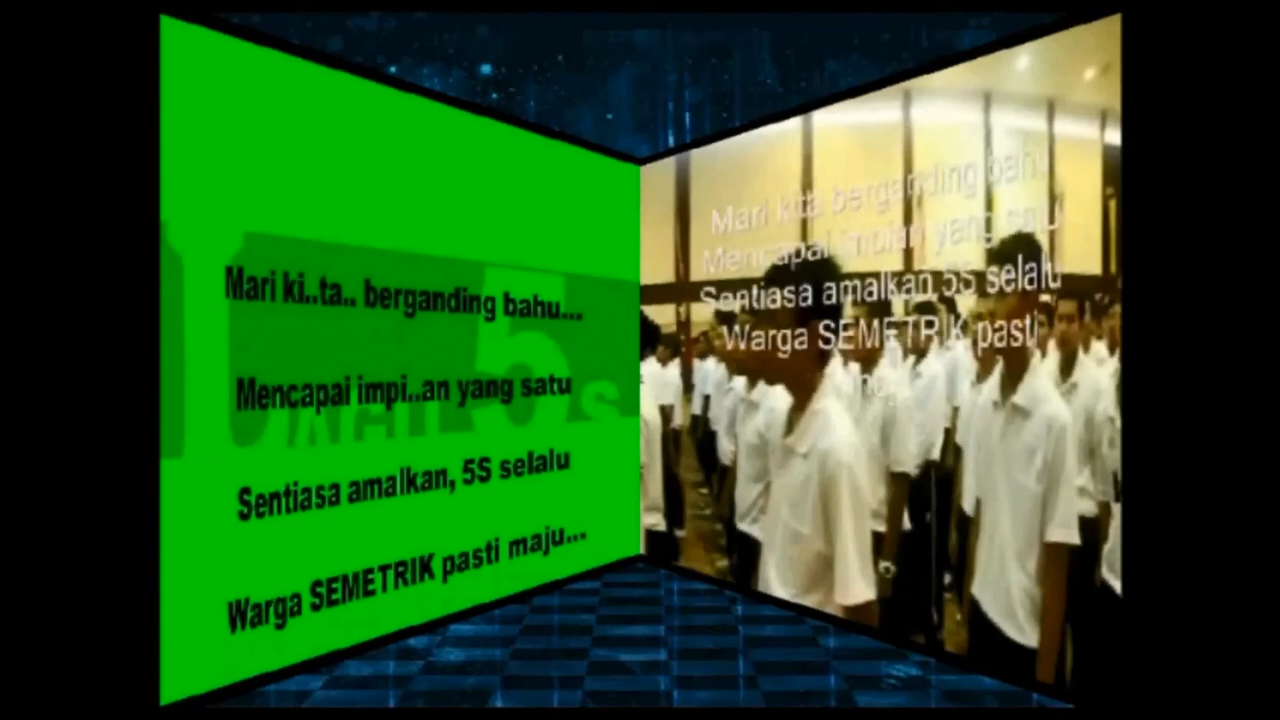 Mari ki..ta.. berganding bahu...
Mencapai impi..an yang satu
Sentiasa amalkan, 5S selalu
Warga SEMETRIK pasti maju...
Mari kita berganding bahu
Mencapai impian yang satu
Sentiasa amalkan 5S selalu
Warga SEMETRIK pasti